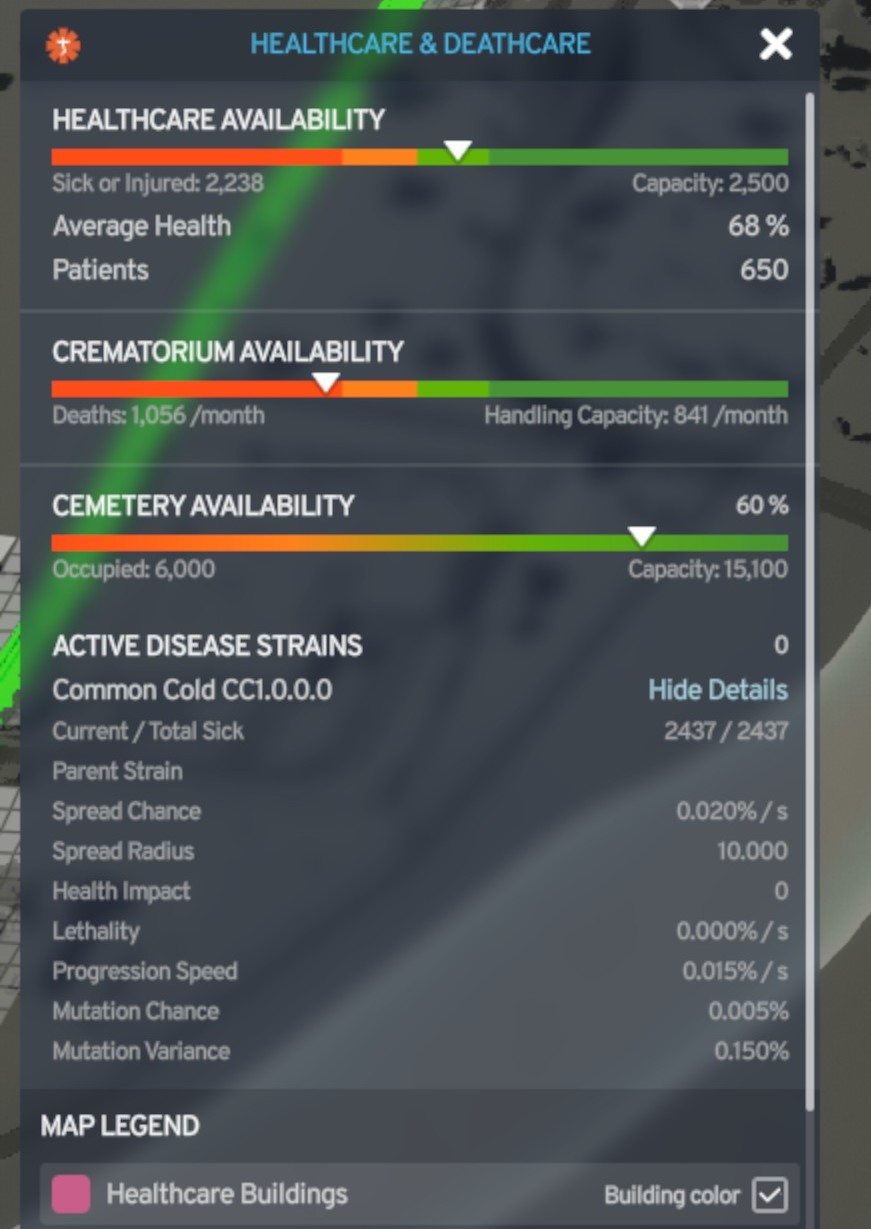 HEALTHCARE & DEATHCARE
HEALTHCARE AVAILABILITY
Sick or Injured: 2,238 Capacity: 2,500
Average Health 68 %
Patients 650
CREMATORIUM AVAILABILITY
Deaths: 1,056 /month Handling Capacity: 841 /month
CEMETERY AVAILABILITY 60 %
Occupied: 6,000 Capacity: 15,100
ACTIVE DISEASE STRAINS 0
Common Cold CC1.0.0.0 Hide Details
Current / Total Sick 2437 / 2437
Parent Strain
Spread Chance 0.020% / s
Spread Radius 10.000
Health Impact 0
Lethality 0.000% / s
Progression Speed 0.015% / s
Mutation Chance 0.005%
Mutation Variance 0.150%
MAP LEGEND
Healthcare Buildings Building color